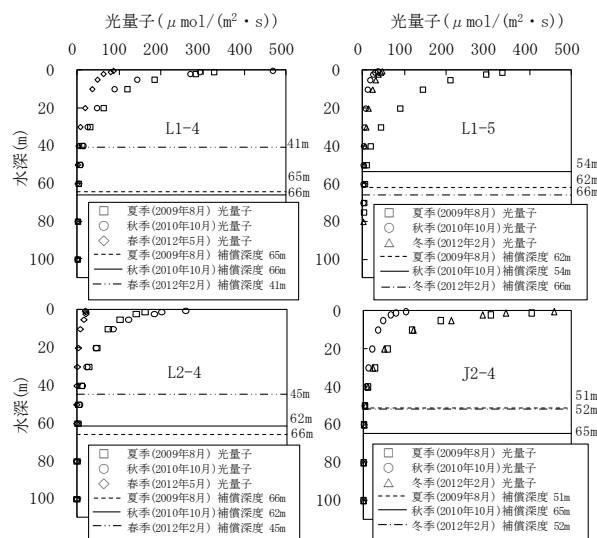 光量子(μmol/(m²・s)
光量子(μmol/(m²・s)
0 100 200 300 400 500
0 100 200 300 400 500
水深(m)
0
20
40
60
80
100
L1-4
41m
65m
66m
□ 夏季(2009年8月) 光量子
○ 秋季(2010年10月) 光量子
◇ 春季(2012年5月) 光量子
夏季(2009年8月) 補償深度 65m
秋季(2010年10月) 補償深度 66m
春季(2012年2月) 補償深度 41m
0
20
40
60
80
100
L1-5
54m
62m
66m
□ 夏季(2009年8月) 光量子
○ 秋季(2010年10月) 光量子
△ 冬季(2012年2月) 光量子
夏季(2009年8月) 補償深度 62m
秋季(2010年10月) 補償深度 54m
冬季(2012年2月) 補償深度 66m
水深(m)
0
20
40
60
80
100
L2-4
45m
62m
66m
□ 夏季(2009年8月) 光量子
○ 秋季(2010年10月) 光量子
◇ 春季(2012年5月) 光量子
夏季(2009年8月) 補償深度 66m
秋季(2010年10月) 補償深度 62m
春季(2012年2月) 補償深度 45m
0
20
40
60
80
100
J2-4
51m
52m
65m
□ 夏季(2009年8月) 光量子
○ 秋季(2010年10月) 光量子
△ 冬季(2012年2月) 光量子
夏季(2009年8月) 補償深度 51m
秋季(2010年10月) 補償深度 65m
冬季(2012年2月) 補償深度 52m